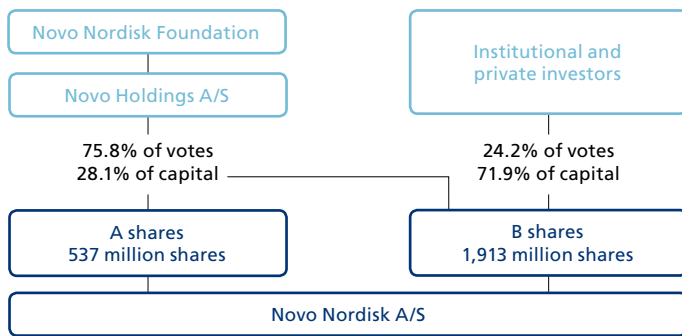 Novo Nordisk Foundation
Novo Holdings A/S
Institutional and
private investors
75.8% of votes
28.1% of capital
24.2% of votes
71.9% of capital
A shares
537 million shares
B shares
1,913 million shares
Novo Nordisk A/S